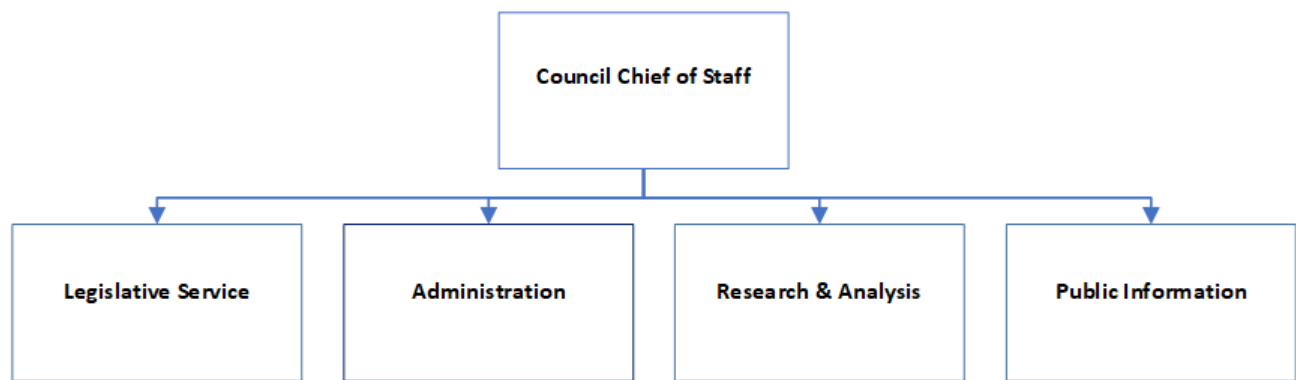 Council Chief of Staff
Legislative Service
Administration
Research & Analysis
Public Information